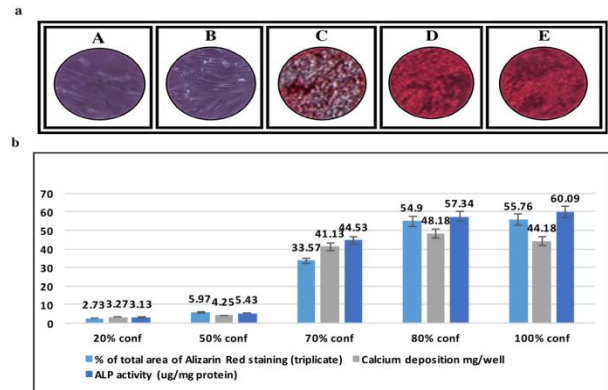 a
A B C D E
b
70
60
50
40
30
20
10
0
2.73 3.27 3.13
5.97 4.25 5.43
33.57 41.13 44.53
54.9 48.18 57.34
55.76 44.18 60.09
20% conf 50% conf 70% conf 80% conf 100% conf
% of total area of Alizarin Red staining (triplicate) Calcium deposition mg/well
ALP activity (ug/mg protein)